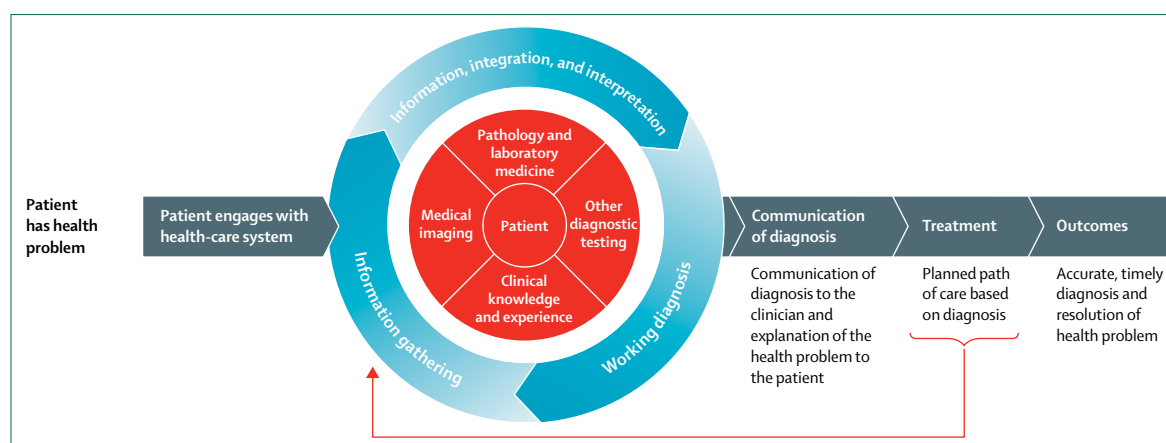 Patient
has health
problem
Patient engages with
health-care system
Information, integration, and interpretation
Working diagnosis
Information gathering
Pathology and
laboratory
medicine
Medical
imaging
Patient
Other
diagnostic
testing
Clinical
knowledge
and experience
Communication
of diagnosis
Communication of
diagnosis to the
clinician and
explanation of the
health problem to
the patient
Treatment
Planned path
of care based
on diagnosis
Outcomes
Accurate, timely
diagnosis and
resolution of
health problem